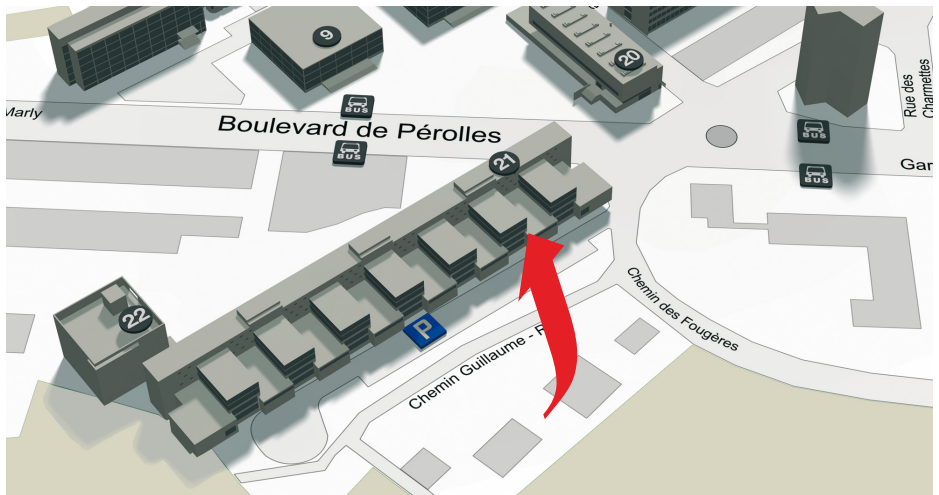 9
20
Rue des
Charmettes
BUS
Marly
Boulevard de Pérolles
BUS
BUS
21
Gar
BUS
22
P
Chemin des Fougères
Chemin Guillaume - R